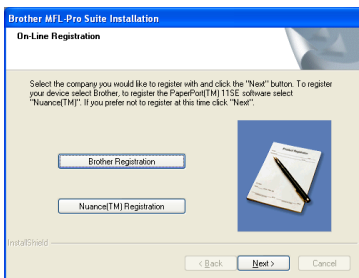 Brother MFL-Pro Suite Installation
On-Line Registration
Select the company you would like to register with and click the "Next" button. To register
your device select Brother, to register the PaperPort(TM) 11SE software select
"Nuance(TM)". If you prefer not to register at this time click "Next".
Brother Registration
Product Registration
Nuance(TM) Registration
InstallShield
< Back Next > Cancel